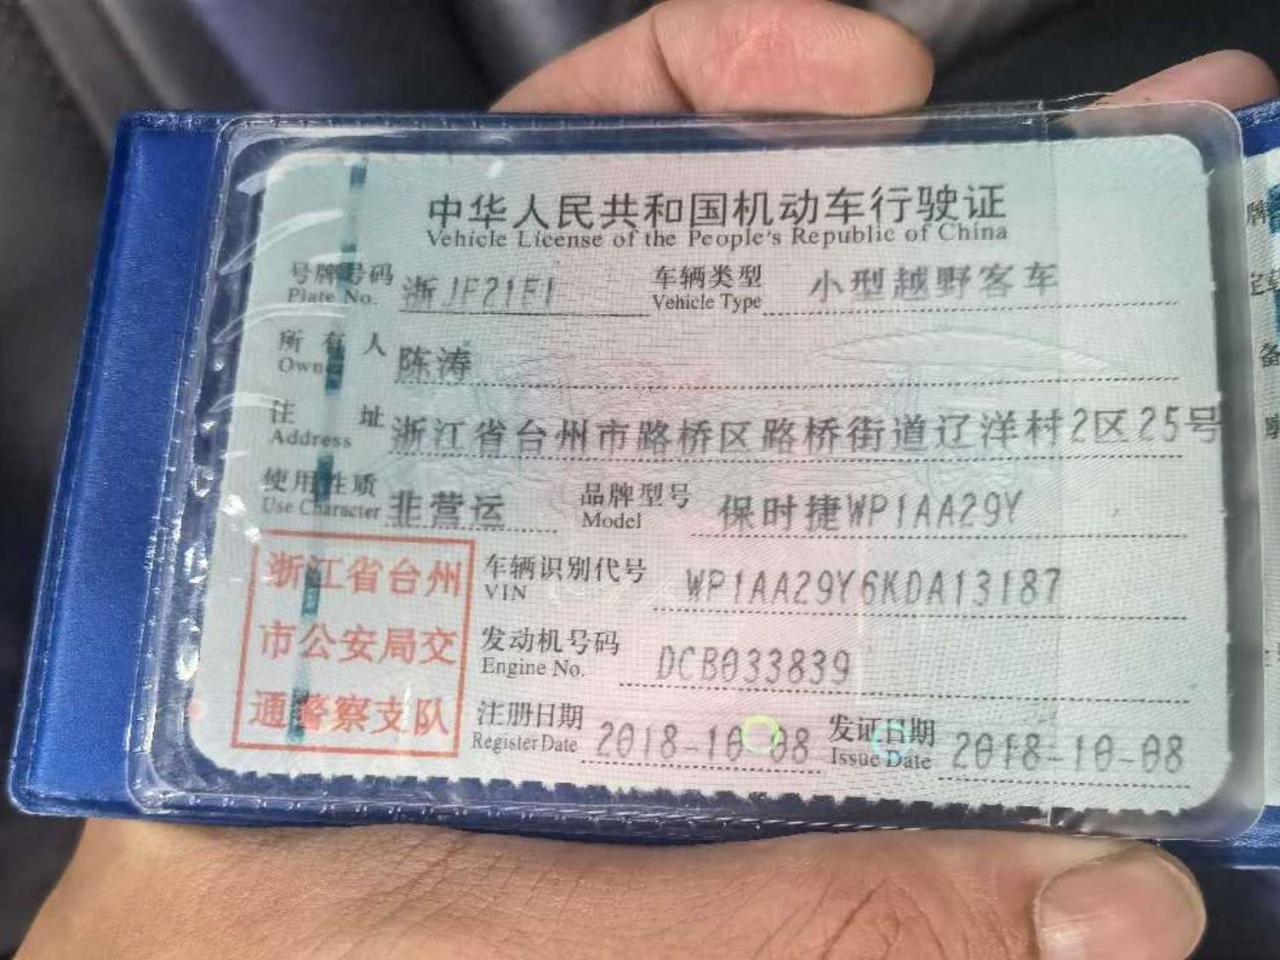 中华人民共和国机动车行驶证
Vehicle License of the People's Republic of China
号牌号码 浙JF21F1 车辆类型 小型越野客车
Plate No. Vehicle Type
所有人 陈涛
Owner
住址 浙江省台州市路桥区路桥街道辽洋村2区25号
Address
使用性质 非营运 品牌型号 保时捷WP1AA29Y
Use Character Model
浙江省台州 车辆识别代号 WP1AA29Y6KDA13187
VIN
市公安局交 发动机号码 DCB033839
Engine No.
通警察支队 注册日期 2018-10-08 发证日期 2018-10-08
Register Date Issue Date